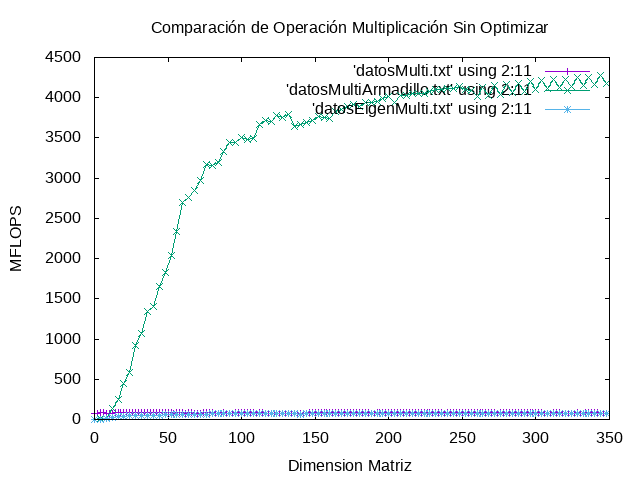 Comparación de Operación Multiplicación Sin Optimizar
4500
4000
3500
3000
2500
2000
1500
1000
500
0
MFLOPS
'datosMulti.txt' using 2:11
'datosMultiArmadillo.txt' using 2:11
'datosEigenMulti.txt' using 2:11
0 50 100 150 200 250 300 350
Dimension Matriz